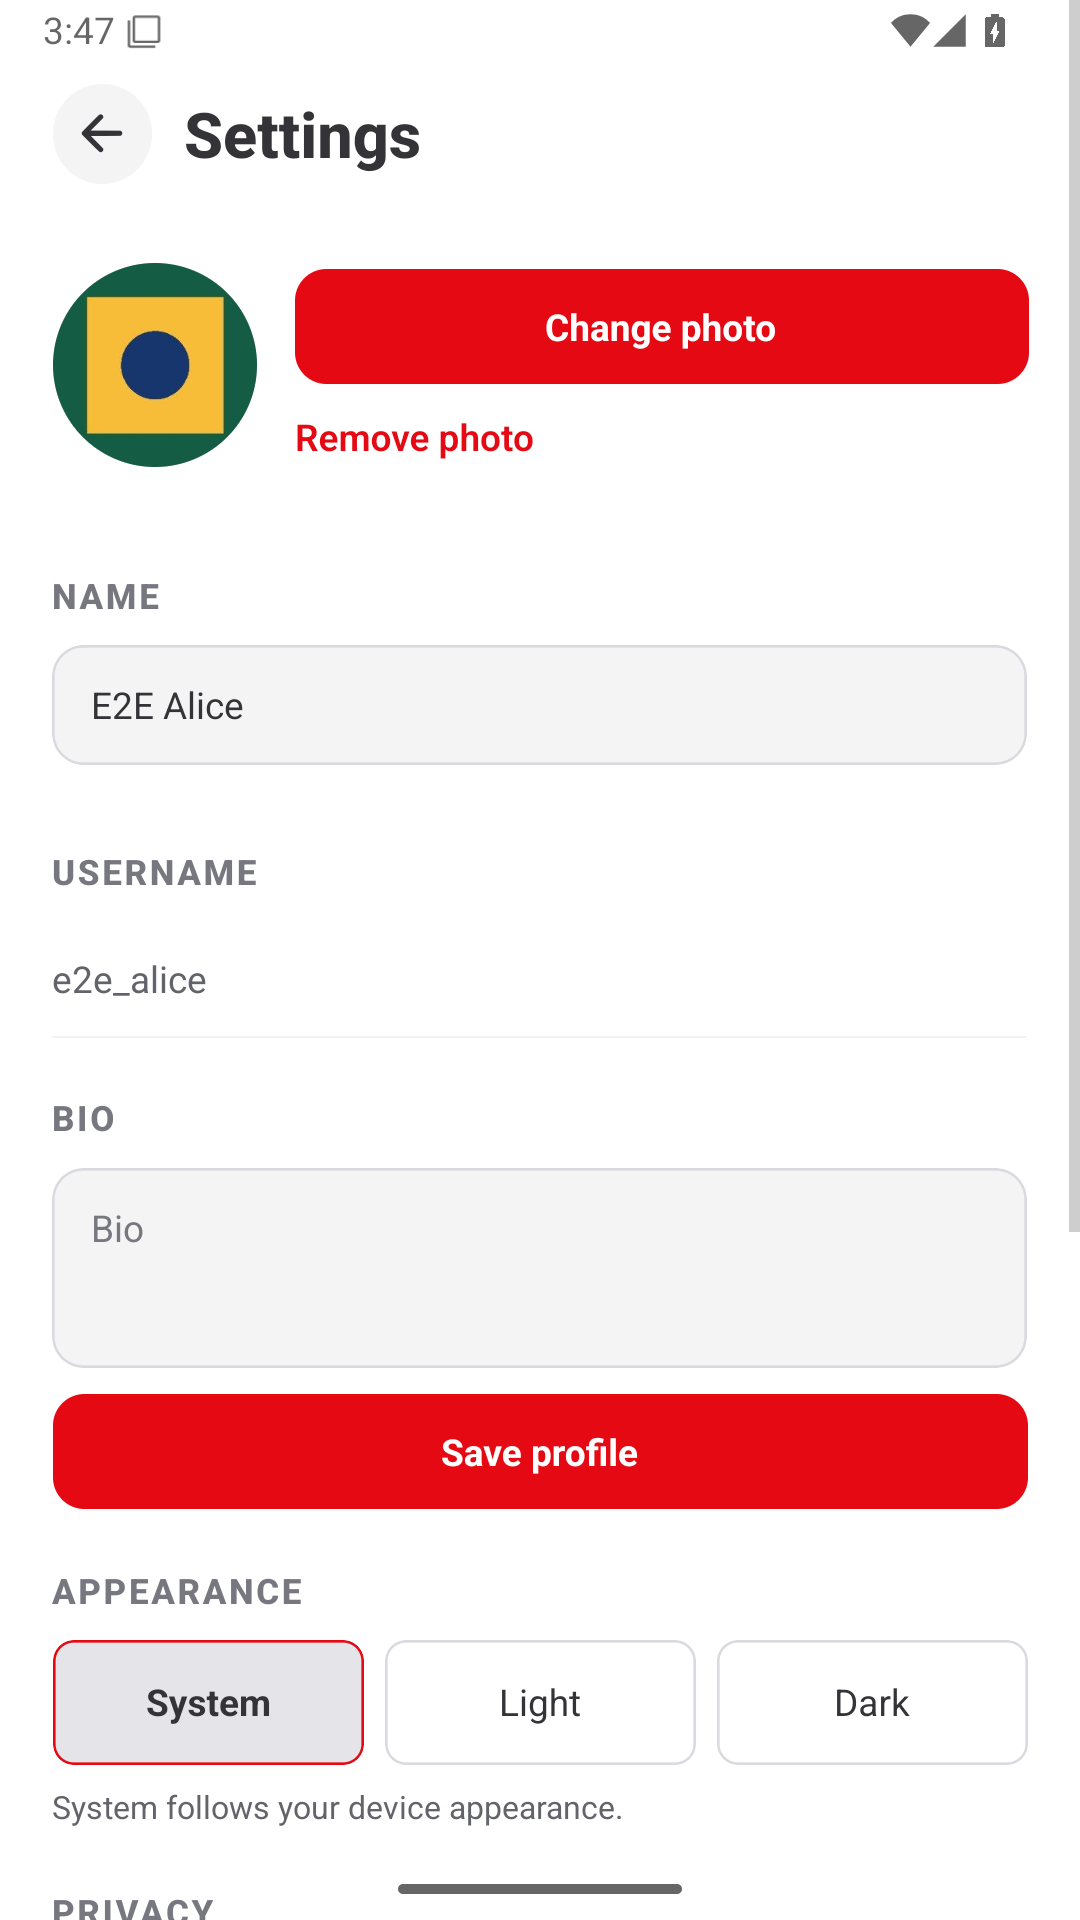 3:47
Settings
Change photo
Remove photo
NAME
E2E Alice
USERNAME
e2e_alice
BIO
Bio
Save profile
APPEARANCE
System
Light
Dark
System follows your device appearance.
PRIVACY